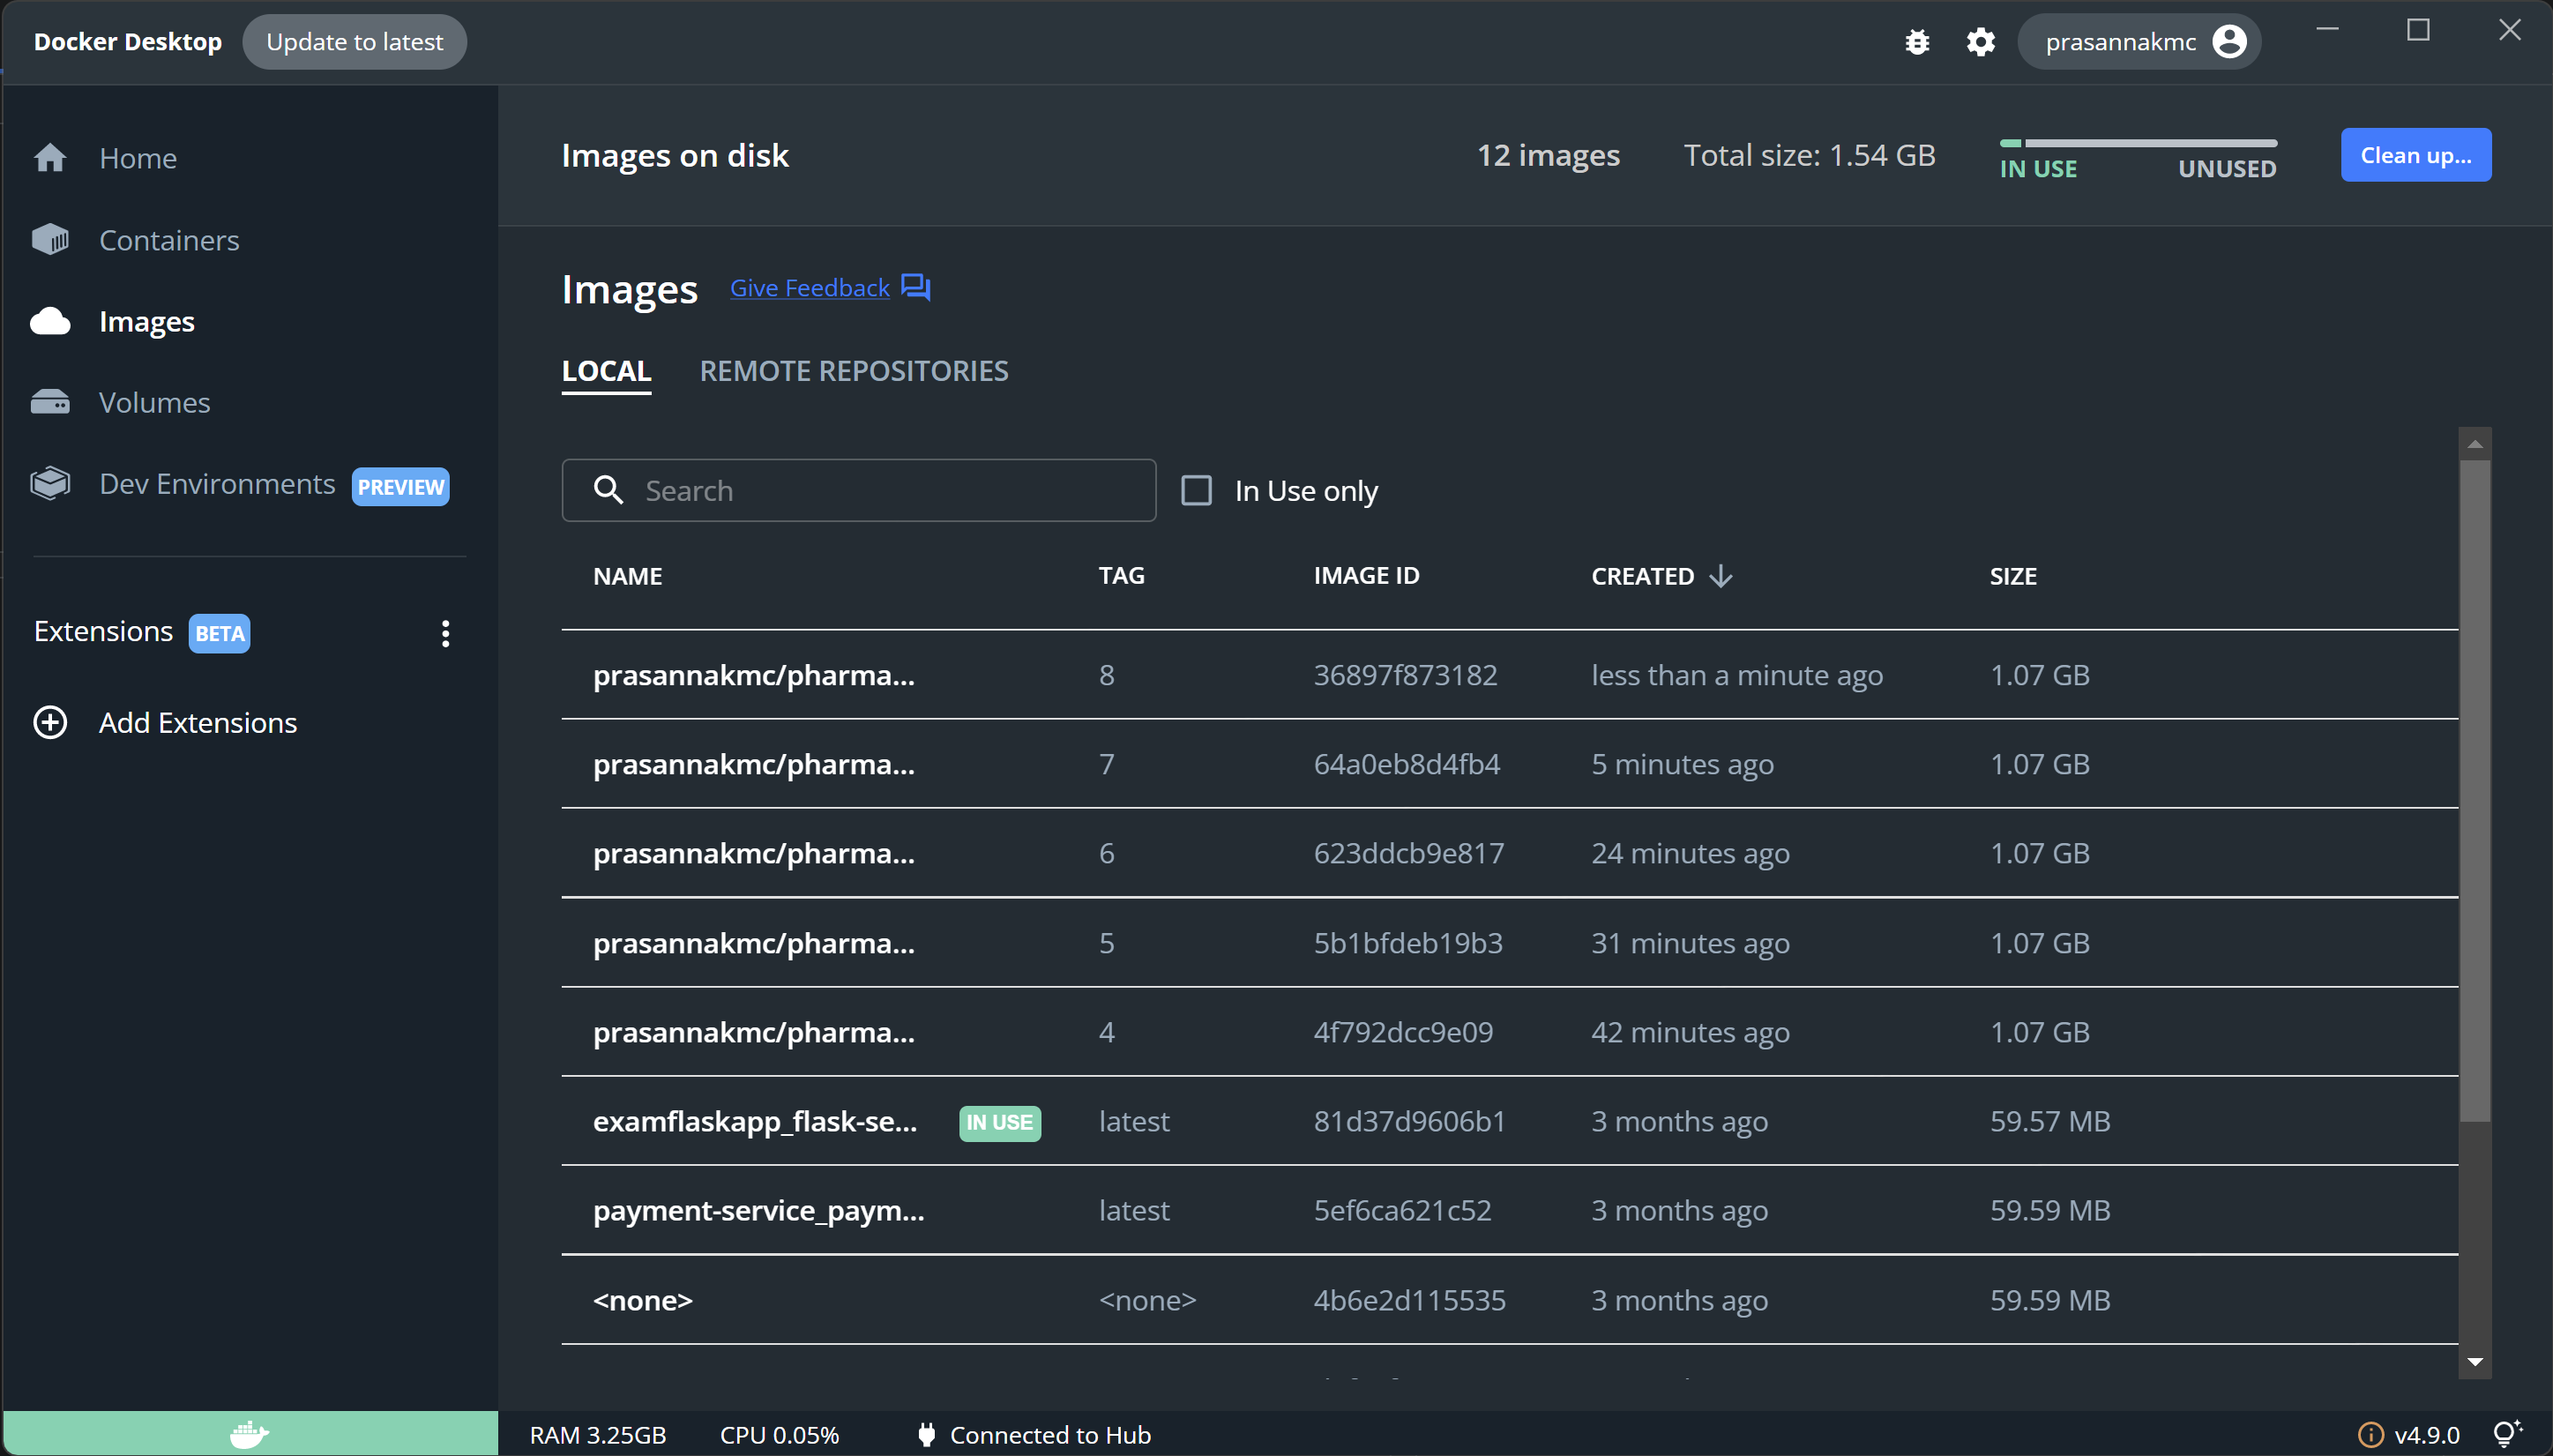 Docker Desktop Update to latest prasannakmc
Home
Containers
Images
Volumes
Dev Environments PREVIEW
Extensions BETA
Add Extensions
Images on disk 12 images Total size: 1.54 GB IN USE UNUSED Clean up...
Images Give Feedback
LOCAL REMOTE REPOSITORIES
Search In Use only
NAME TAG IMAGE ID CREATED SIZE
prasannakmc/pharma... 8 36897f873182 less than a minute ago 1.07 GB
prasannakmc/pharma... 7 64a0eb8d4fb4 5 minutes ago 1.07 GB
prasannakmc/pharma... 6 623ddcb9e817 24 minutes ago 1.07 GB
prasannakmc/pharma... 5 5b1bfdeb19b3 31 minutes ago 1.07 GB
prasannakmc/pharma... 4 4f792dcc9e09 42 minutes ago 1.07 GB
examflaskapp_flask-se... IN USE latest 81d37d9606b1 3 months ago 59.57 MB
payment-service_paym... latest 5ef6ca621c52 3 months ago 59.59 MB
<none> <none> 4b6e2d115535 3 months ago 59.59 MB
RAM 3.25GB CPU 0.05% Connected to Hub v4.9.0